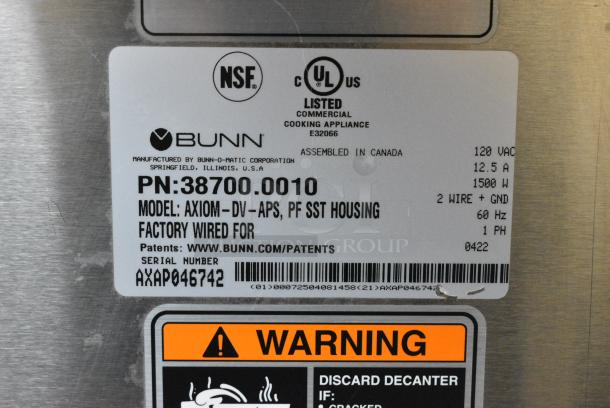 NSF®
C UL US
LISTED
COMMERCIAL
COOKING APPLIANCE
E32066
BUNN®
ASSEMBLED IN CANADA
MANUFACTURED BY BUNN-O-MATIC CORPORATION
SPRINGFIELD, ILLINOIS, U.S.A
120 VAC
12.5 A
1500 W
2 WIRE + GND
60 Hz
1 PH
0422
PN:38700.0010
MODEL: AXIOM-DV-APS, PF SST HOUSING
FACTORY WIRED FOR
Patents: WWW.BUNN.COM/PATENTS
SERIAL NUMBER
AXAP046742
(01)00072504081458(21)AXAP046742
GROUP
WARNING
DISCARD DECANTER
IF:
• CRACKED